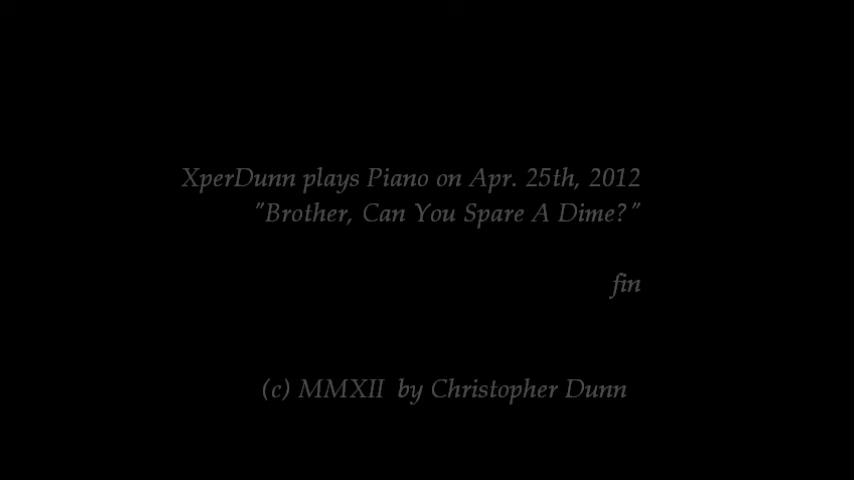 XperDunn plays Piano on Apr. 25th, 2012
"Brother, Can You Spare A Dime?"
fin
(c) MMXII by Christopher Dunn